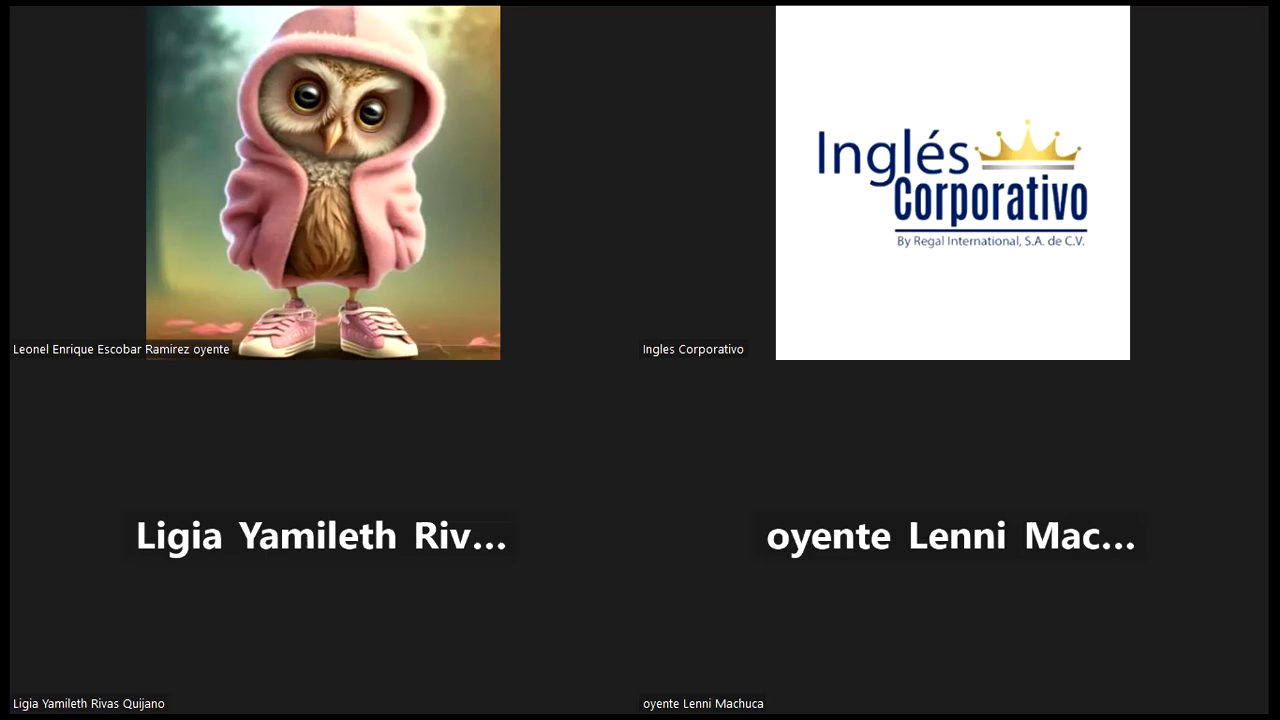 Leonel Enrique Escobar Ramirez oyente
Inglés
Corporativo
By Regal International, S.A. de C.V.
Ingles Corporativo
Ligia Yamileth Riv...
oyente Lenni Mac...
Ligia Yamileth Rivas Quijano
oyente Lenni Machuca